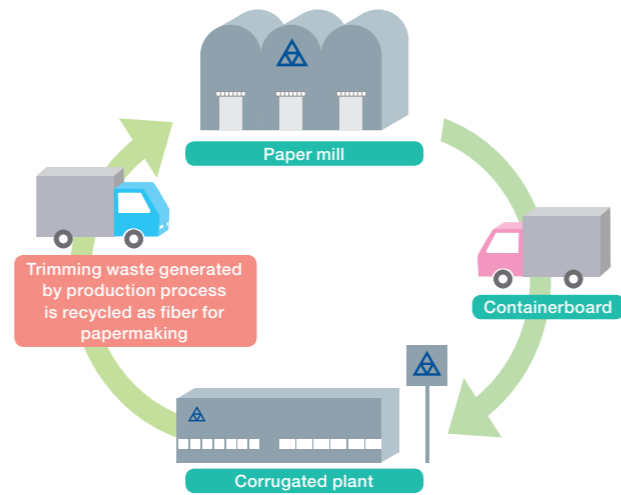 Paper mill
Trimming waste generated
by production process
is recycled as fiber for
papermaking
Containerboard
Corrugated plant